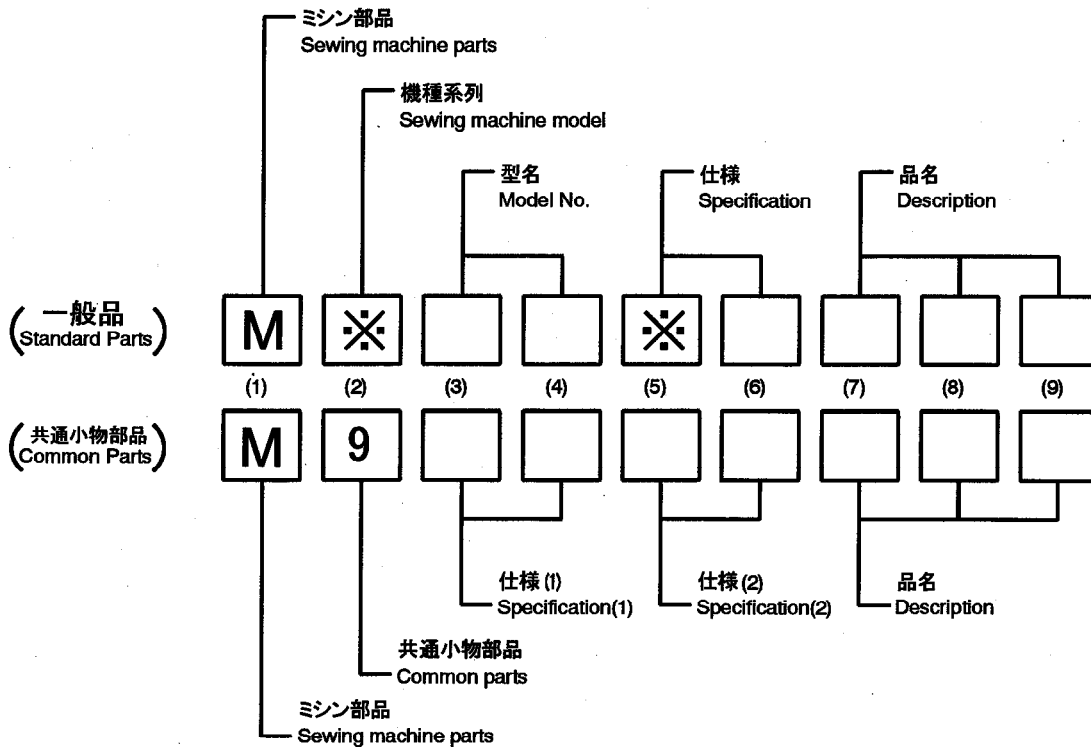 ミシン部品
Sewing machine parts
機種系列
Sewing machine model
型名
Model No.
仕様
Specification
品名
Description
(一般品
Standard Parts)
M ※ ※
(1) (2) (3) (4) (5) (6) (7) (8) (9)
(共通小物部品
Common Parts)
M 9
仕様(1)
Specification(1)
仕様(2)
Specification(2)
品名
Description
共通小物部品
Common parts
ミシン部品
Sewing machine parts